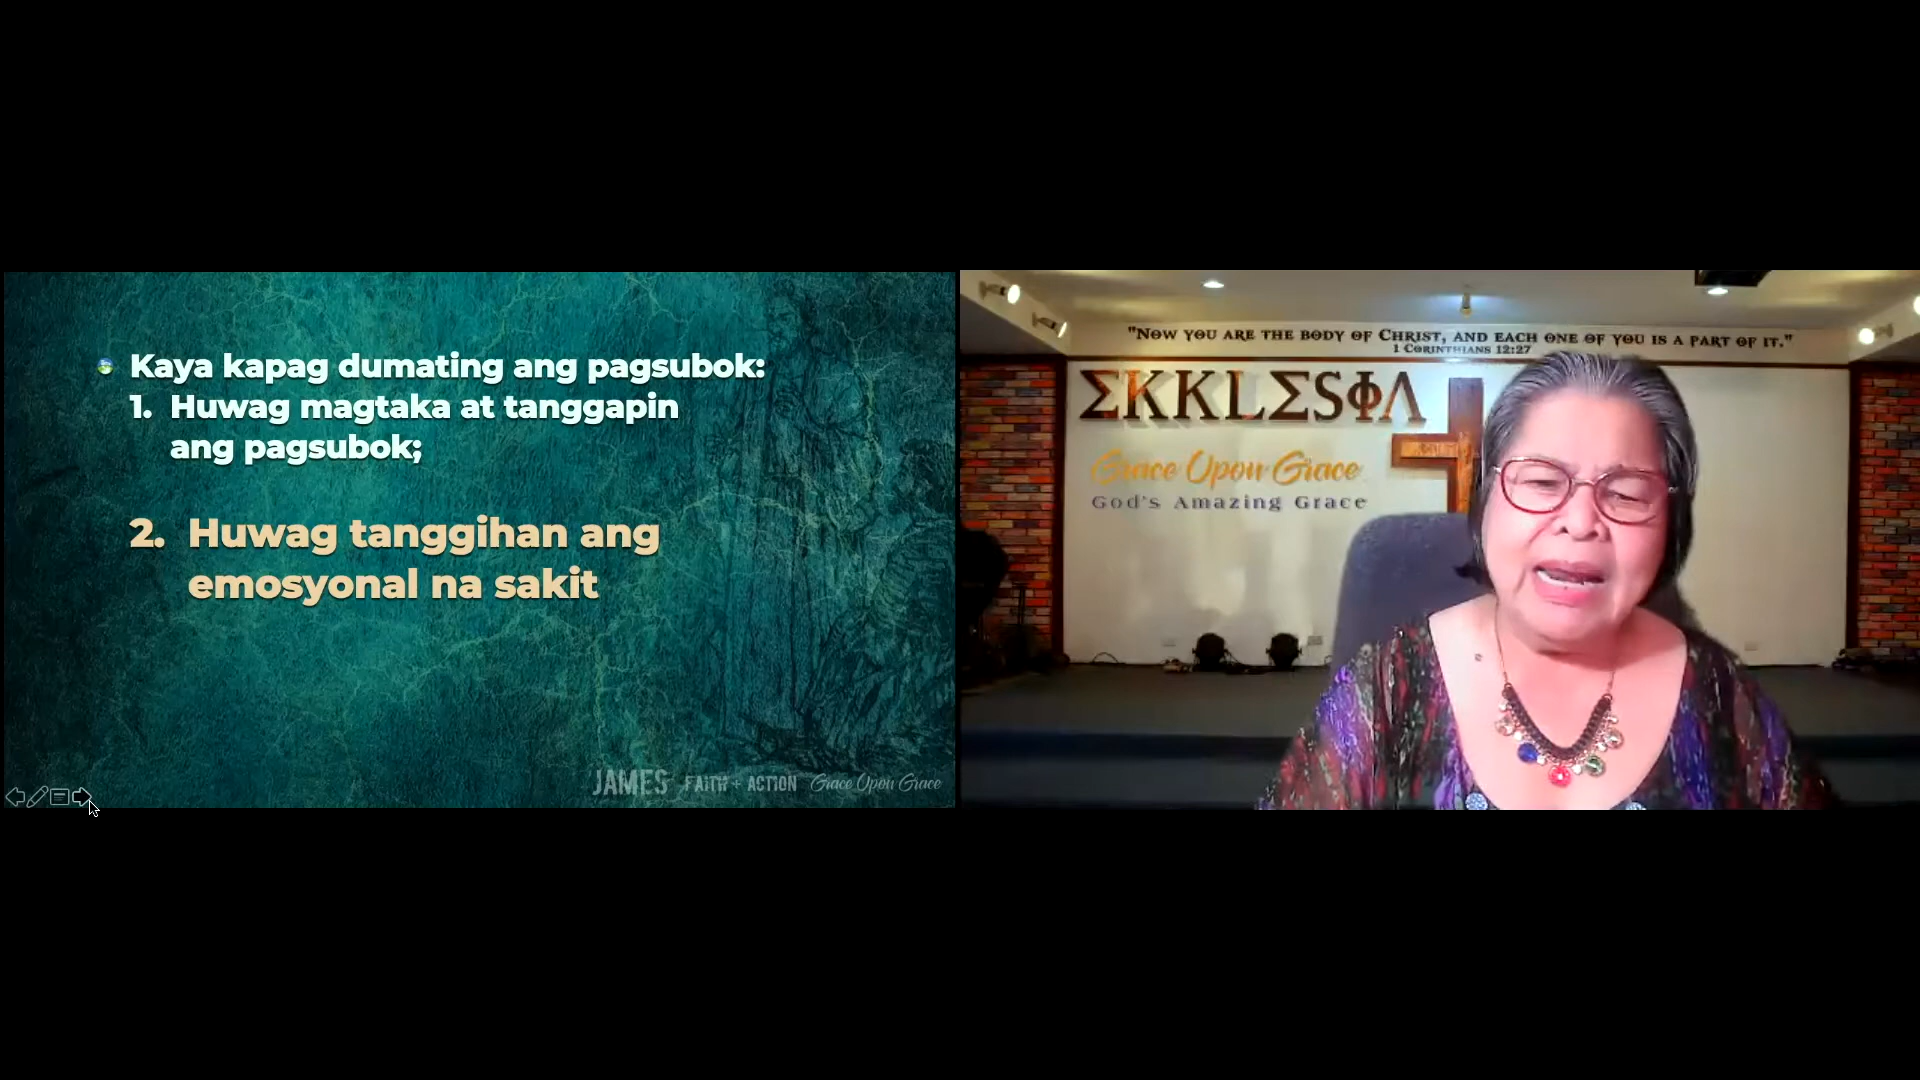 Kaya kapag dumating ang pagsubok:
1. Huwag magtaka at tanggapin
ang pagsubok;
2. Huwag tanggihan ang
emosyonal na sakit
JAMES FAITH + ACTION Grace Upon Grace
"Now you are the body of Christ, and each one of you is a part of it."
1 Corinthians 12:27
ΣKKLΣSΦΛ
Grace Upon Grace
God's Amazing Grace